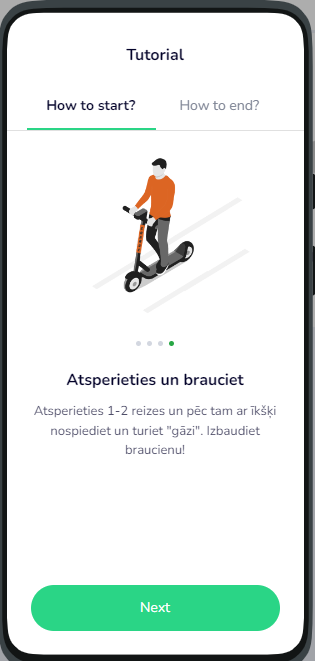 Tutorial
How to start?
How to end?
Atsperieties un brauciet
Atsperieties 1-2 reizes un pēc tam ar īkšķi
nospiediet un turiet "gāzi". Izbaudiet
braucienu!
Next